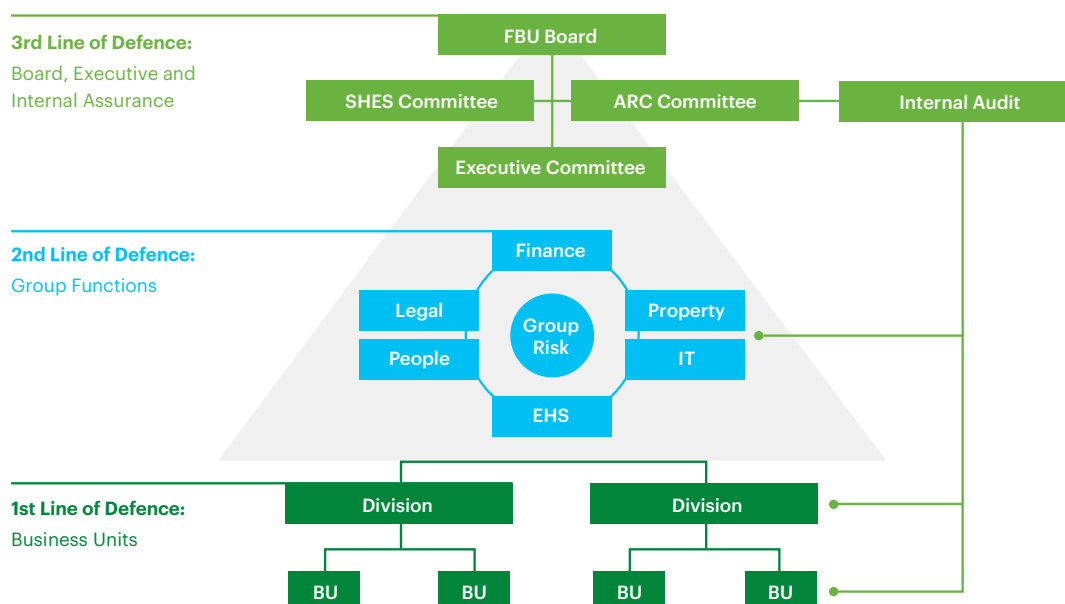 3rd Line of Defence:
Board, Executive and
Internal Assurance
FBU Board
SHES Committee
ARC Committee
Internal Audit
Executive Committee
2nd Line of Defence:
Group Functions
Finance
Legal
Property
Group
Risk
People
IT
EHS
1st Line of Defence:
Business Units
Division
Division
BU
BU
BU
BU